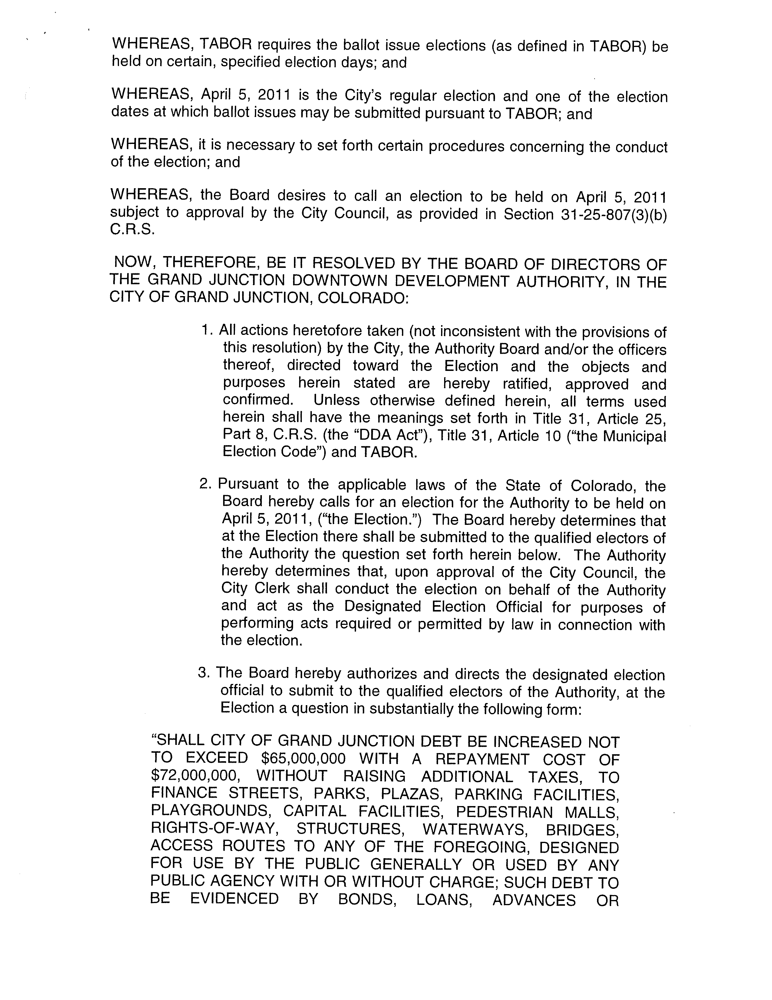 WHEREAS, TABOR requires the ballot issue elections (as defined in TABOR) be
held on certain, specified election days; and
WHEREAS, April 5, 2011 is the City's regular election and one of the election
dates at which ballot issues may be submitted pursuant to TABOR; and
WHEREAS, it is necessary to set forth certain procedures concerning the conduct
of the election; and
WHEREAS, the Board desires to call an election to be held on April 5, 2011
subject to approval by the City Council, as provided in Section 31-25-807(3)(b)
C.R.S.
NOW, THEREFORE, BE IT RESOLVED BY THE BOARD OF DIRECTORS OF
THE GRAND JUNCTION DOWNTOWN DEVELOPMENT AUTHORITY, IN THE
CITY OF GRAND JUNCTION, COLORADO:
1. All actions heretofore taken (not inconsistent with the provisions of
this resolution) by the City, the Authority Board and/or the officers
thereof, directed toward the Election and the objects and
purposes herein stated are hereby ratified, approved and
confirmed. Unless otherwise defined herein, all terms used
herein shall have the meanings set forth in Title 31, Article 25,
Part 8, C.R.S. (the “DDA Act”), Title 31, Article 10 (“the Municipal
Election Code”) and TABOR.
2. Pursuant to the applicable laws of the State of Colorado, the
Board hereby calls for an election for the Authority to be held on
April 5, 2011, (“the Election.”) The Board hereby determines that
at the Election there shall be submitted to the qualified electors of
the Authority the question set forth herein below. The Authority
hereby determines that, upon approval of the City Council, the
City Clerk shall conduct the election on behalf of the Authority
and act as the Designated Election Official for purposes of
performing acts required or permitted by law in connection with
the election.
3. The Board hereby authorizes and directs the designated election
official to submit to the qualified electors of the Authority, at the
Election a question in substantially the following form:
“SHALL CITY OF GRAND JUNCTION DEBT BE INCREASED NOT
TO EXCEED $65,000,000 WITH A REPAYMENT COST OF
$72,000,000, WITHOUT RAISING ADDITIONAL TAXES, TO
FINANCE STREETS, PARKS, PLAZAS, PARKING FACILITIES,
PLAYGROUNDS, CAPITAL FACILITIES, PEDESTRIAN MALLS,
RIGHTS-OF-WAY, STRUCTURES, WATERWAYS, BRIDGES,
ACCESS ROUTES TO ANY OF THE FOREGOING, DESIGNED
FOR USE BY THE PUBLIC GENERALLY OR USED BY ANY
PUBLIC AGENCY WITH OR WITHOUT CHARGE; SUCH DEBT TO
BE EVIDENCED BY BONDS, LOANS, ADVANCES OR